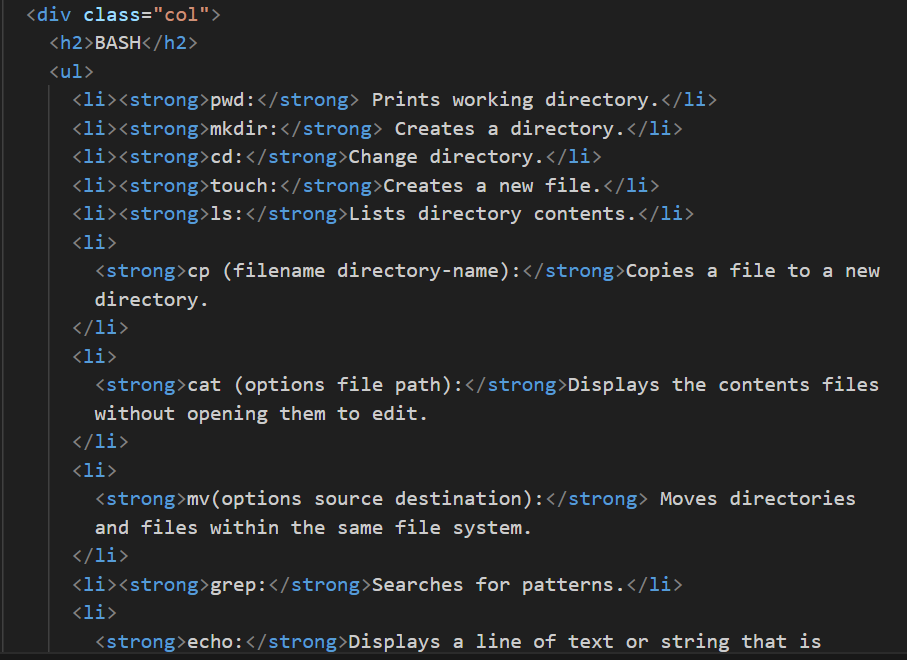 <div class="col">
<h2>BASH</h2>
<ul>
<li><strong>pwd:</strong> Prints working directory.</li>
<li><strong>mkdir:</strong> Creates a directory.</li>
<li><strong>cd:</strong>Change directory.</li>
<li><strong>touch:</strong>Creates a new file.</li>
<li><strong>ls:</strong>Lists directory contents.</li>
<li>
<strong>cp (filename directory-name):</strong>Copies a file to a new
directory.
</li>
<li>
<strong>cat (options file path):</strong>Displays the contents files
without opening them to edit.
</li>
<li>
<strong>mv(options source destination):</strong> Moves directories
and files within the same file system.
</li>
<li><strong>grep:</strong>Searches for patterns.</li>
<li>
<strong>echo:</strong>Displays a line of text or string that is